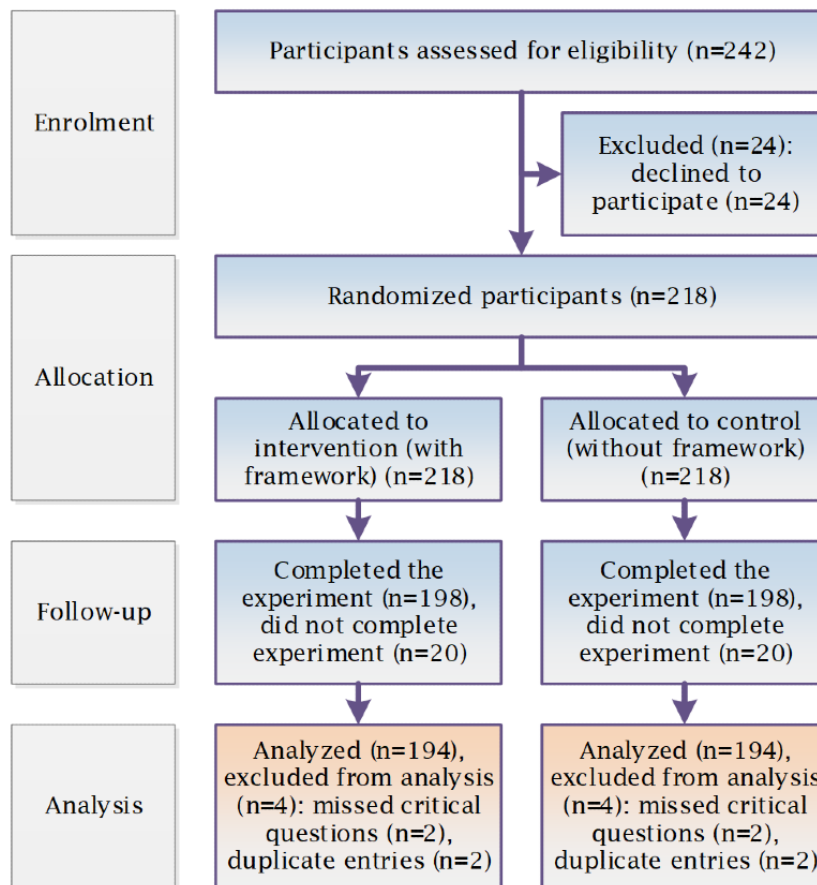 Enrolment
Participants assessed for eligibility (n=242)
Excluded (n=24):
declined to
participate (n=24)
Allocation
Randomized participants (n=218)
Allocated to
intervention (with
framework) (n=218)
Allocated to control
(without framework)
(n=218)
Follow-up
Completed the
experiment (n=198),
did not complete
experiment (n=20)
Completed the
experiment (n=198),
did not complete
experiment (n=20)
Analysis
Analyzed (n=194),
excluded from analysis
(n=4): missed critical
questions (n=2),
duplicate entries (n=2)
Analyzed (n=194),
excluded from analysis
(n=4): missed critical
questions (n=2),
duplicate entries (n=2)